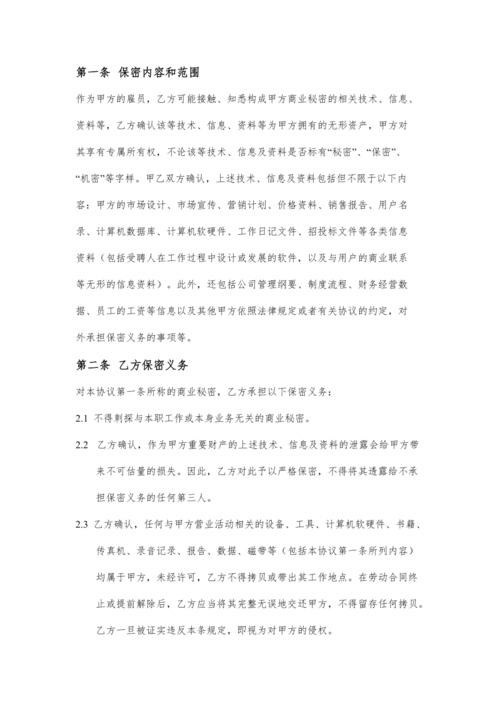 第一条 保密内容和范围
作为甲方的雇员，乙方可能接触、知悉构成甲方商业秘密的相关技术、信息、
资料等，乙方确认该等技术、信息、资料等为甲方拥有的无形资产，甲方对
其享有专属所有权，不论该等技术、信息及资料是否标有“秘密”、“保密”、
“机密”等字样。甲乙双方确认，上述技术、信息及资料包括但不限于以下内
容：甲方的市场设计、市场宣传、营销计划、价格资料、销售报告、用户名
录、计算机数据库、计算机软硬件、工作日记文件、招投标文件等各类信息
资料（包括受聘人在工作过程中设计或发展的软件，以及与用户的商业联系
等无形的信息资料）。此外，还包括公司管理纲要、制度流程、财务经营数
据、员工的工资等信息以及其他甲方依照法律规定或者有关协议的约定，对
外承担保密义务的事项等。
第二条 乙方保密义务
对本协议第一条所称的商业秘密，乙方承担以下保密义务：
2.1 不得刺探与本职工作或本身业务无关的商业秘密。
2.2 乙方确认，作为甲方重要财产的上述技术、信息及资料的泄露会给甲方带
来不可估量的损失。因此，乙方对此予以严格保密，不得将其透露给不承
担保密义务的任何第三人。
2.3 乙方确认，任何与甲方营业活动相关的设备、工具、计算机软硬件、书籍、
传真机、录音记录、报告、数据、磁带等（包括本协议第一条所列内容）
均属于甲方，未经许可，乙方不得拷贝或带出其工作地点。在劳动合同终
止或提前解除后，乙方应当将其完整无误地交还甲方，不得留存任何拷贝。
乙方一旦被证实违反本条规定，即视为对甲方的侵权。